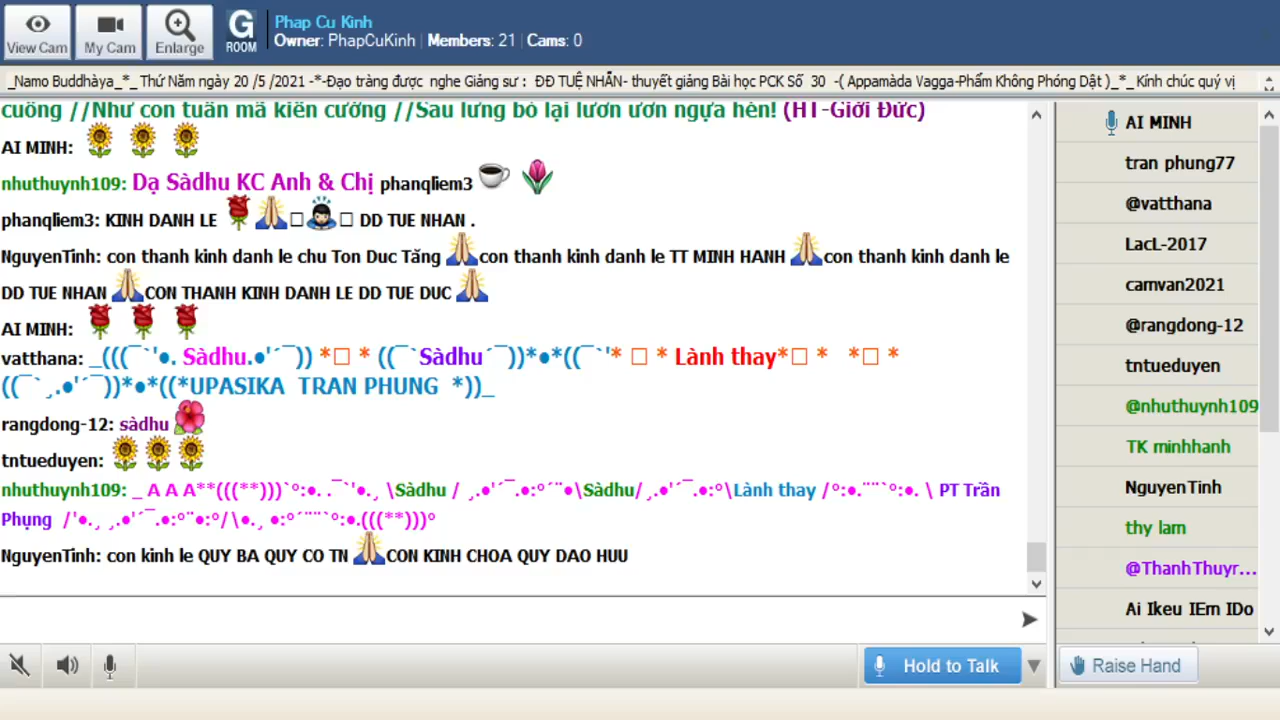 View Cam
My Cam
Enlarge
G
ROOM
Phap Cu Kinh
Owner: PhapCuKinh | Members: 21 | Cams: 0
_Namo Buddhàya_*_ Thứ Năm ngày 20 /5 /2021 -*-Đạo tràng được nghe Giảng sư : ĐĐ TUỆ NHẪN- thuyết giảng Bài học PCK Số 30 -( Appamàda Vagga-Phẩm Không Phóng Dật )_*_ Kính chúc quý vị
cuồng //Như con tuấn mã kiên cường //Sau lưng bỏ lại lươn ươn ngựa hèn! (HT-Giới Đức)
AI MINH:
nhuthuynh109: Dạ Sàdhu KC Anh & Chị phanqliem3
phanqliem3: KINH DANH LE DD TUE NHAN .
NguyenTinh: con thanh kinh danh le chu Ton Duc Tăng con thanh kinh danh le TT MINH HANH con thanh kinh danh le
DD TUE NHAN CON THANH KINH DANH LE DD TUE DUC
AI MINH:
vatthana: _(((¯`'•. Sàdhu.•'´¯)) *□ * ((¯`Sàdhu´¯))*•*((¯`'* □ * Lành thay*□ * *□ *
((¯`¸.•'´¯))*•*((*UPASIKA TRAN PHUNG *))_
rangdong-12: sàdhu
tntueduyen:
nhuthuynh109: _ A A A**(((**)))`°:•. .¯`'•.¸ \Sàdhu / ¸.•'´¯.•:°´¨•\Sàdhu/¸.•'´¯.•:°\Lành thay /°:•.¨¨`°:•. \ PT Trần
Phụng /'•.¸ ¸.•'´¯.•:°¨•:°/\•.¸ •:°´¨¨`°:•.(((**)))°
NguyenTinh: con kinh le QUY BA QUY CO TN CON KINH CHOA QUY DAO HUU
Hold to Talk
AI MINH
tran phung77
@vatthana
LacL-2017
camvan2021
@rangdong-12
tntueduyen
@nhuthuynh109
TK minhhanh
NguyenTinh
thy lam
@ThanhThuyr...
Ai Ikeu IEm IDo
Raise Hand